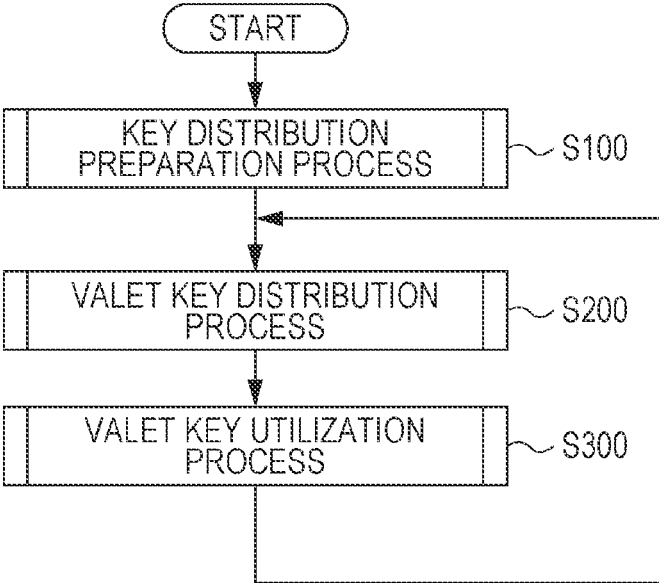 START
KEY DISTRIBUTION
PREPARATION PROCESS
S100
VALET KEY DISTRIBUTION
PROCESS
S200
VALET KEY UTILIZATION
PROCESS
S300